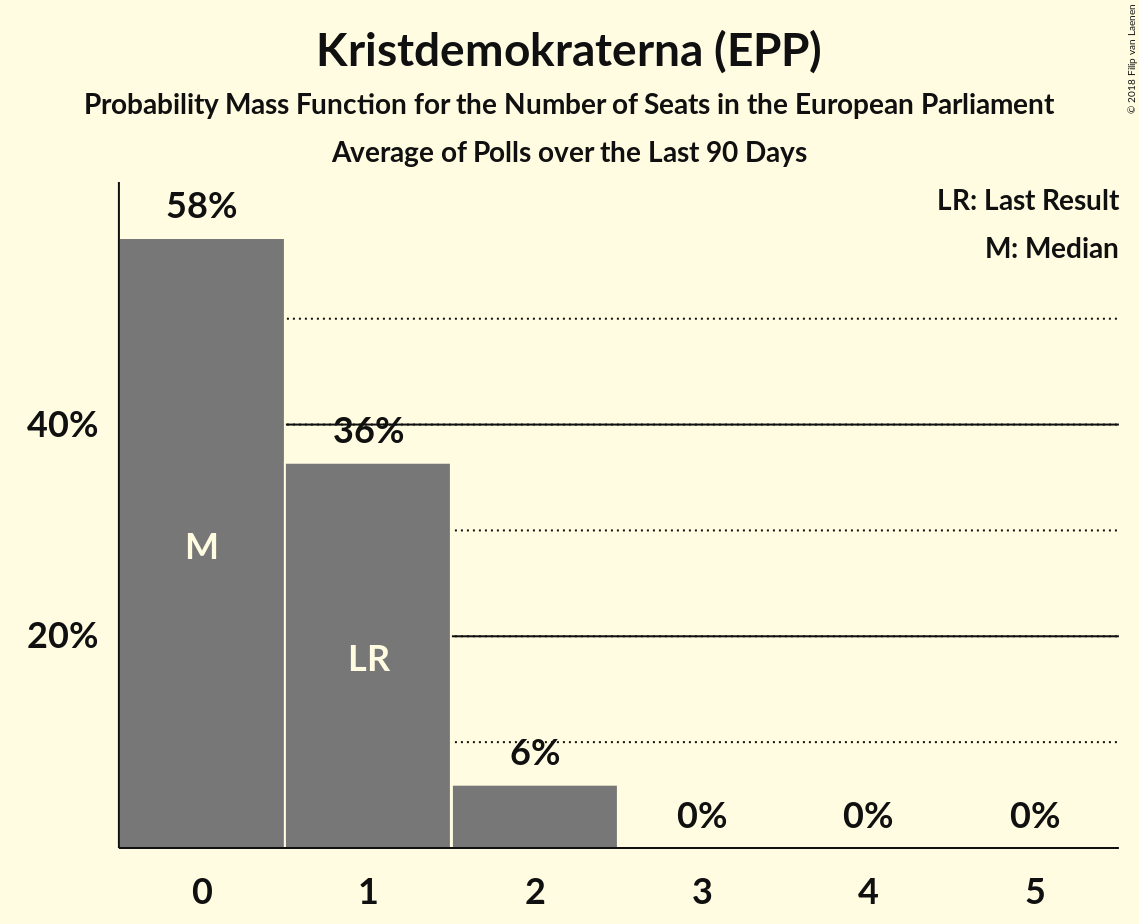 Kristdemokraterna (EPP)
Probability Mass Function for the Number of Seats in the European Parliament
Average of Polls over the Last 90 Days
© 2018 Filip van Laenen
LR: Last Result
M: Median
58%
40%
36%
M
20%
LR
6%
0% 0% 0%
0 1 2 3 4 5